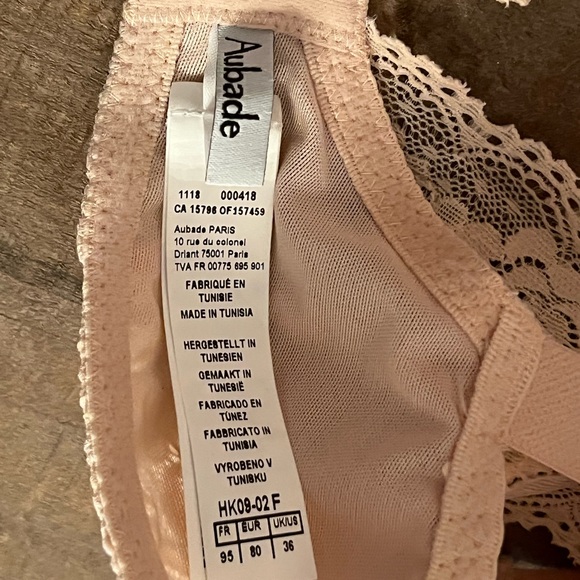 Aubade
1118 000418
CA 15796 OF157459
Aubade PARIS
10 rue du colonel
Driant 75001 Paris
TVA FR 00775 695 901
FABRIQUÉ EN
TUNISIE
MADE IN TUNISIA
HERGESTELLT IN
TUNESIEN
GEMAAKT IN
TUNESIË
FABRICADO EN
TÚNEZ
FABBRICATO IN
TUNISIA
VYROBENO V
TUNISKU
HK09-02 F
FR EUR UK/US
95 80 36